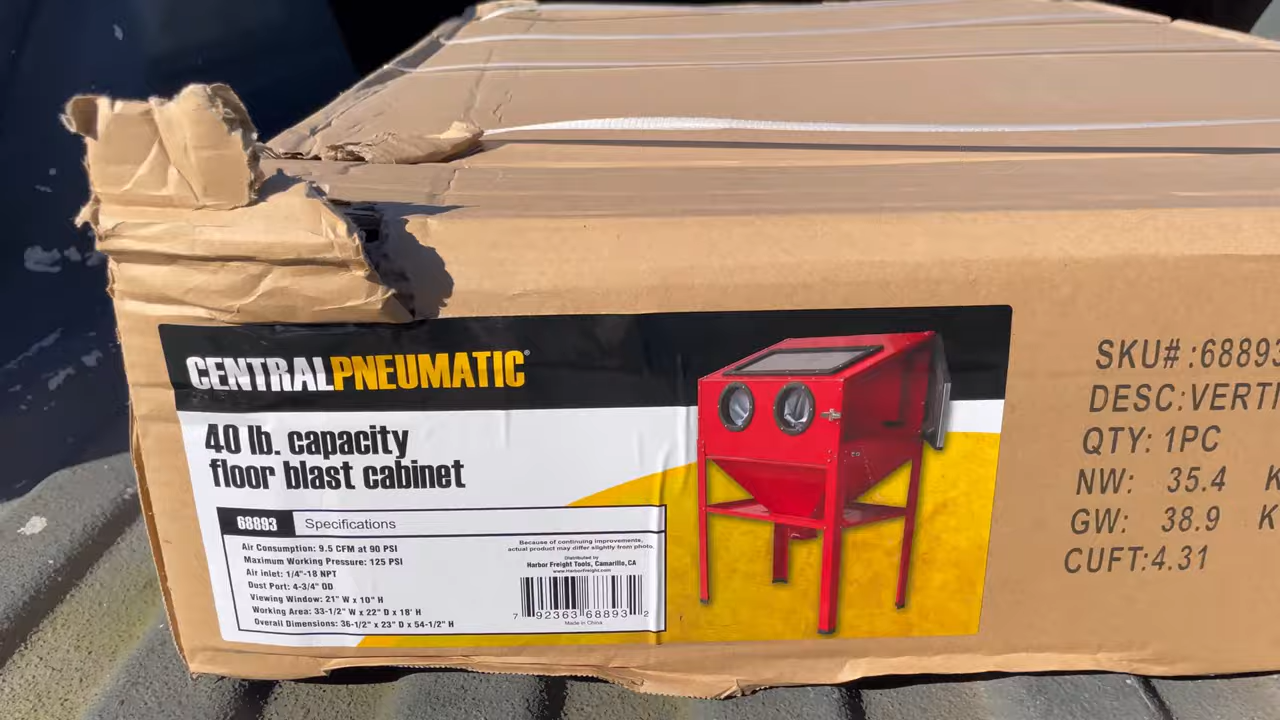 CENTRALPNEUMATIC®
40 lb. capacity
floor blast cabinet
68893 Specifications
Air Consumption: 9.5 CFM at 90 PSI
Maximum Working Pressure: 125 PSI
Air inlet: 1/4"-18 NPT
Dust Port: 4-3/4" OD
Viewing Window: 21" W x 10" H
Working Area: 33-1/2" W x 22" D x 18' H
Overall Dimensions: 36-1/2" x 23" D x 54-1/2" H
Because of continuing improvements,
actual product may differ slightly from photo.
Distributed by
Harbor Freight Tools, Camarillo, CA
www.HarborFreight.com
7 92363 68893 2
Made in China
SKU# :68893
DESC:VERTI
QTY: 1PC
NW: 35.4 K
GW: 38.9 K
CUFT:4.31